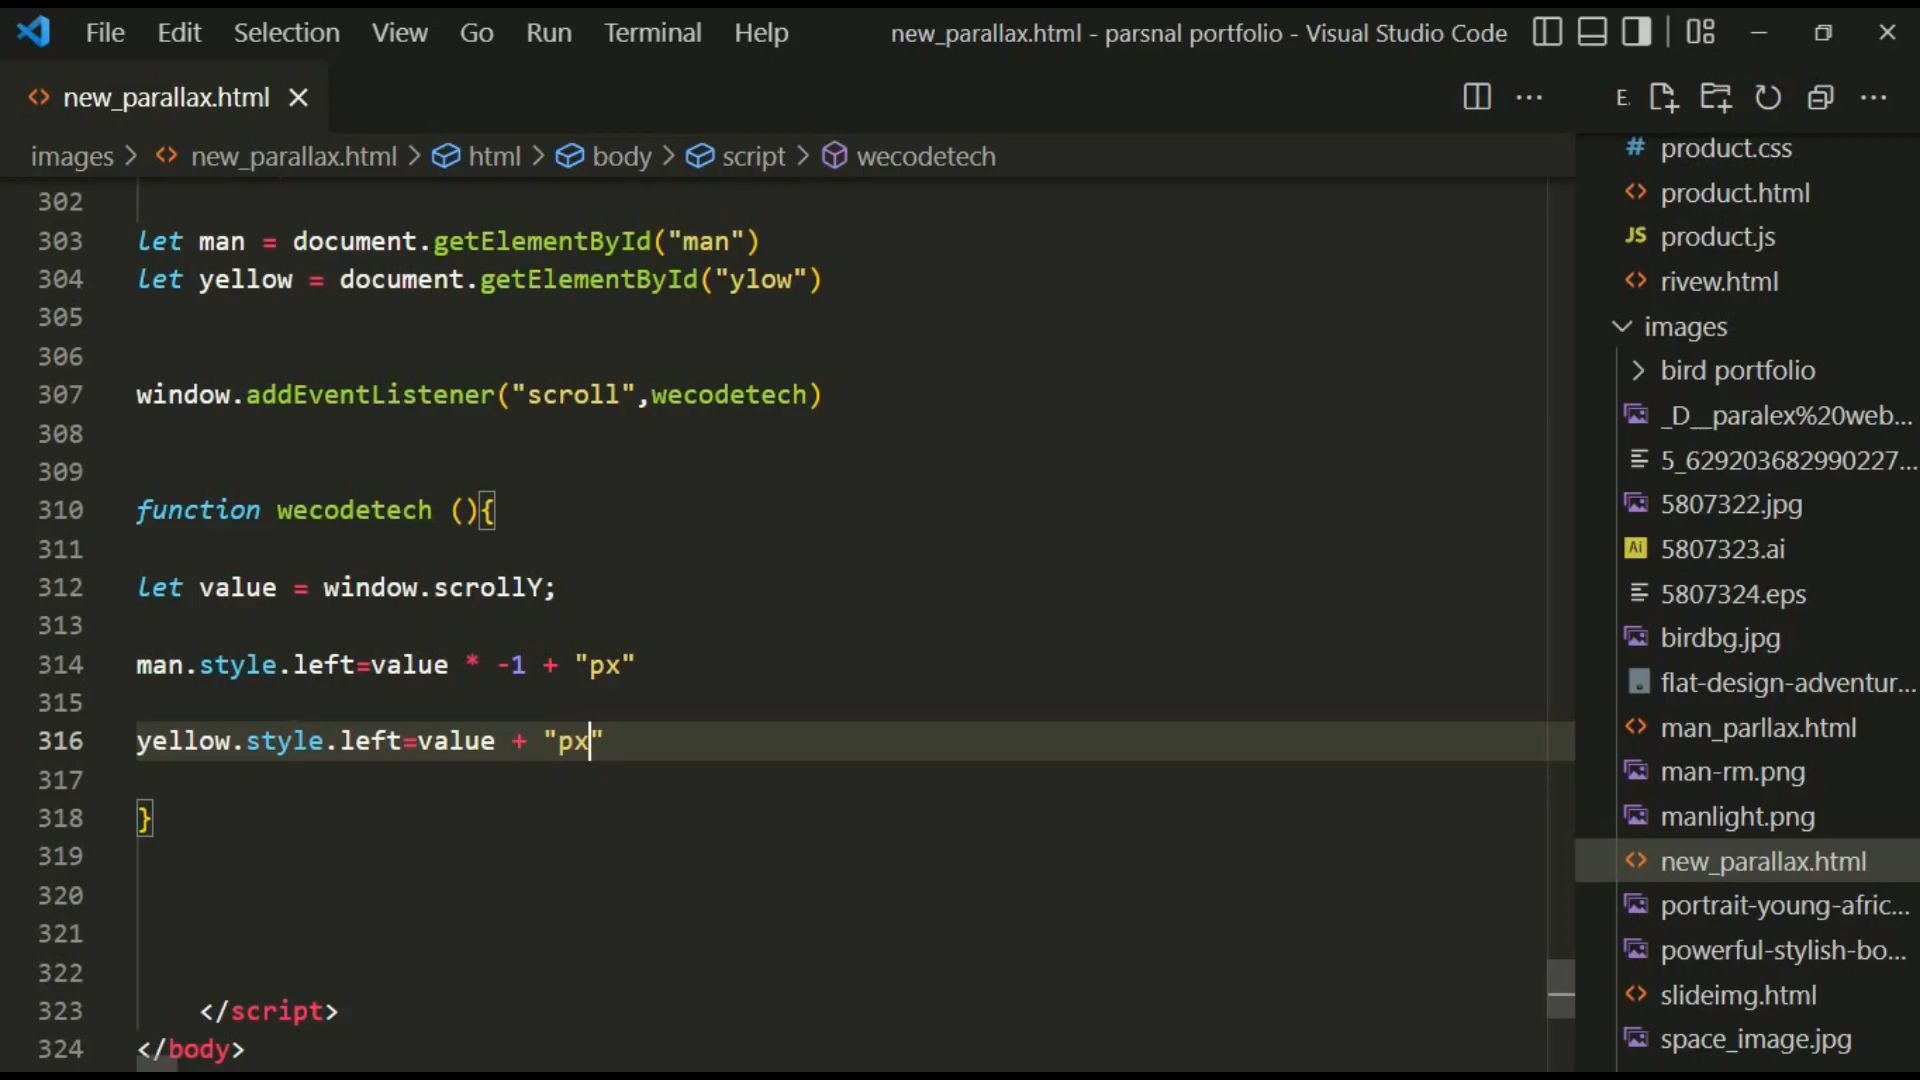 File Edit Selection View Go Run Terminal Help new_parallax.html - parsnal portfolio - Visual Studio Code
new_parallax.html
E.
images > new_parallax.html > html > body > script > wecodetech
302
303 let man = document.getElementById("man")
304 let yellow = document.getElementById("ylow")
305
306
307 window.addEventListener("scroll",wecodetech)
308
309
310 function wecodetech (){
311
312 let value = window.scrollY;
313
314 man.style.left=value * -1 + "px"
315
316 yellow.style.left=value + "px"
317
318 }
319
320
321
322
323 </script>
324 </body>
product.css
product.html
JS product.js
rivew.html
images
bird portfolio
_D__paralex%20web...
5_629203682990227...
5807322.jpg
Ai 5807323.ai
5807324.eps
birdbg.jpg
flat-design-adventur...
man_parllax.html
man-rm.png
manlight.png
new_parallax.html
portrait-young-afric...
powerful-stylish-bo...
slideimg.html
space_image.jpg